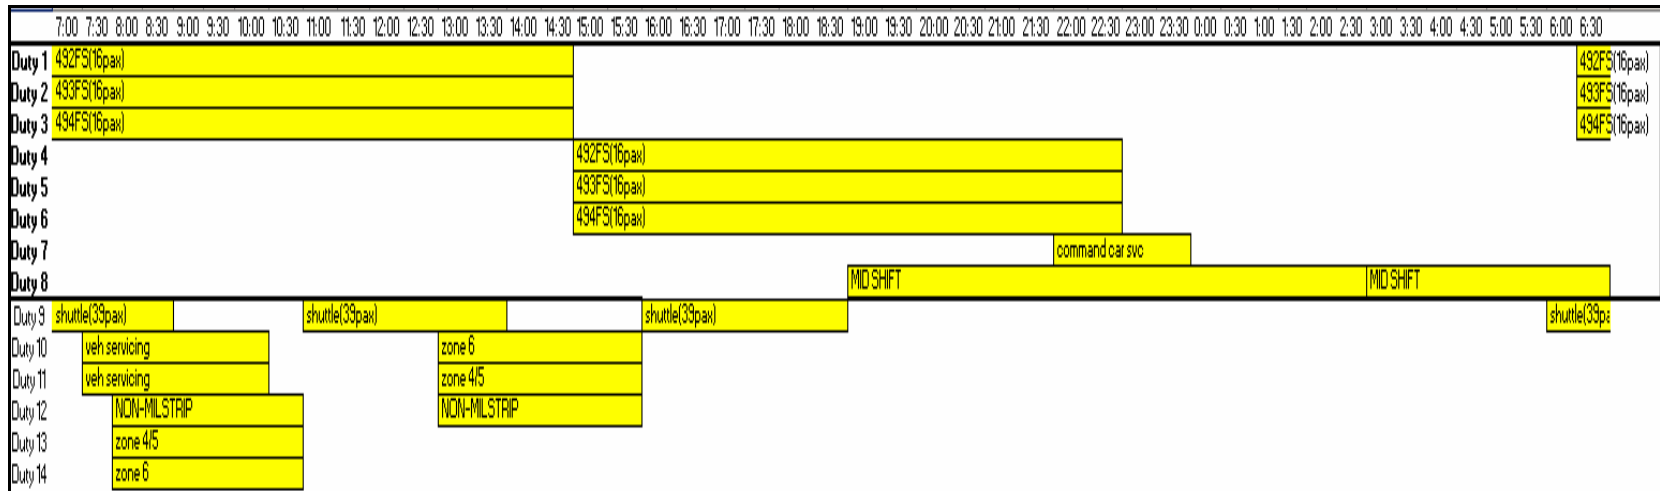 7:00 7:30 8:00 8:30 9:00 9:30 10:00 10:30 11:00 11:30 12:00 12:30 13:00 13:30 14:00 14:30 15:00 15:30 16:00 16:30 17:00 17:30 18:00 18:30 19:00 19:30 20:00 20:30 21:00 21:30 22:00 22:30 23:00 23:30 0:00 0:30 1:00 1:30 2:00 2:30 3:00 3:30 4:00 4:30 5:00 5:30 6:00 6:30
Duty 1 492FS(16pax) 492FS(16pax)
Duty 2 493FS(16pax) 493FS(16pax)
Duty 3 494FS(16pax) 494FS(16pax)
Duty 4 492FS(16pax)
Duty 5 493FS(16pax)
Duty 6 494FS(16pax)
Duty 7 command car svc
Duty 8 MID SHIFT MID SHIFT
Duty 9 shuttle(39pax) shuttle(39pax) shuttle(39pax) shuttle(39pa
Duty 10 veh servicing zone 6
Duty 11 veh servicing zone 4/5
Duty 12 NON-MILSTRIP NON-MILSTRIP
Duty 13 zone 4/5
Duty 14 zone 6